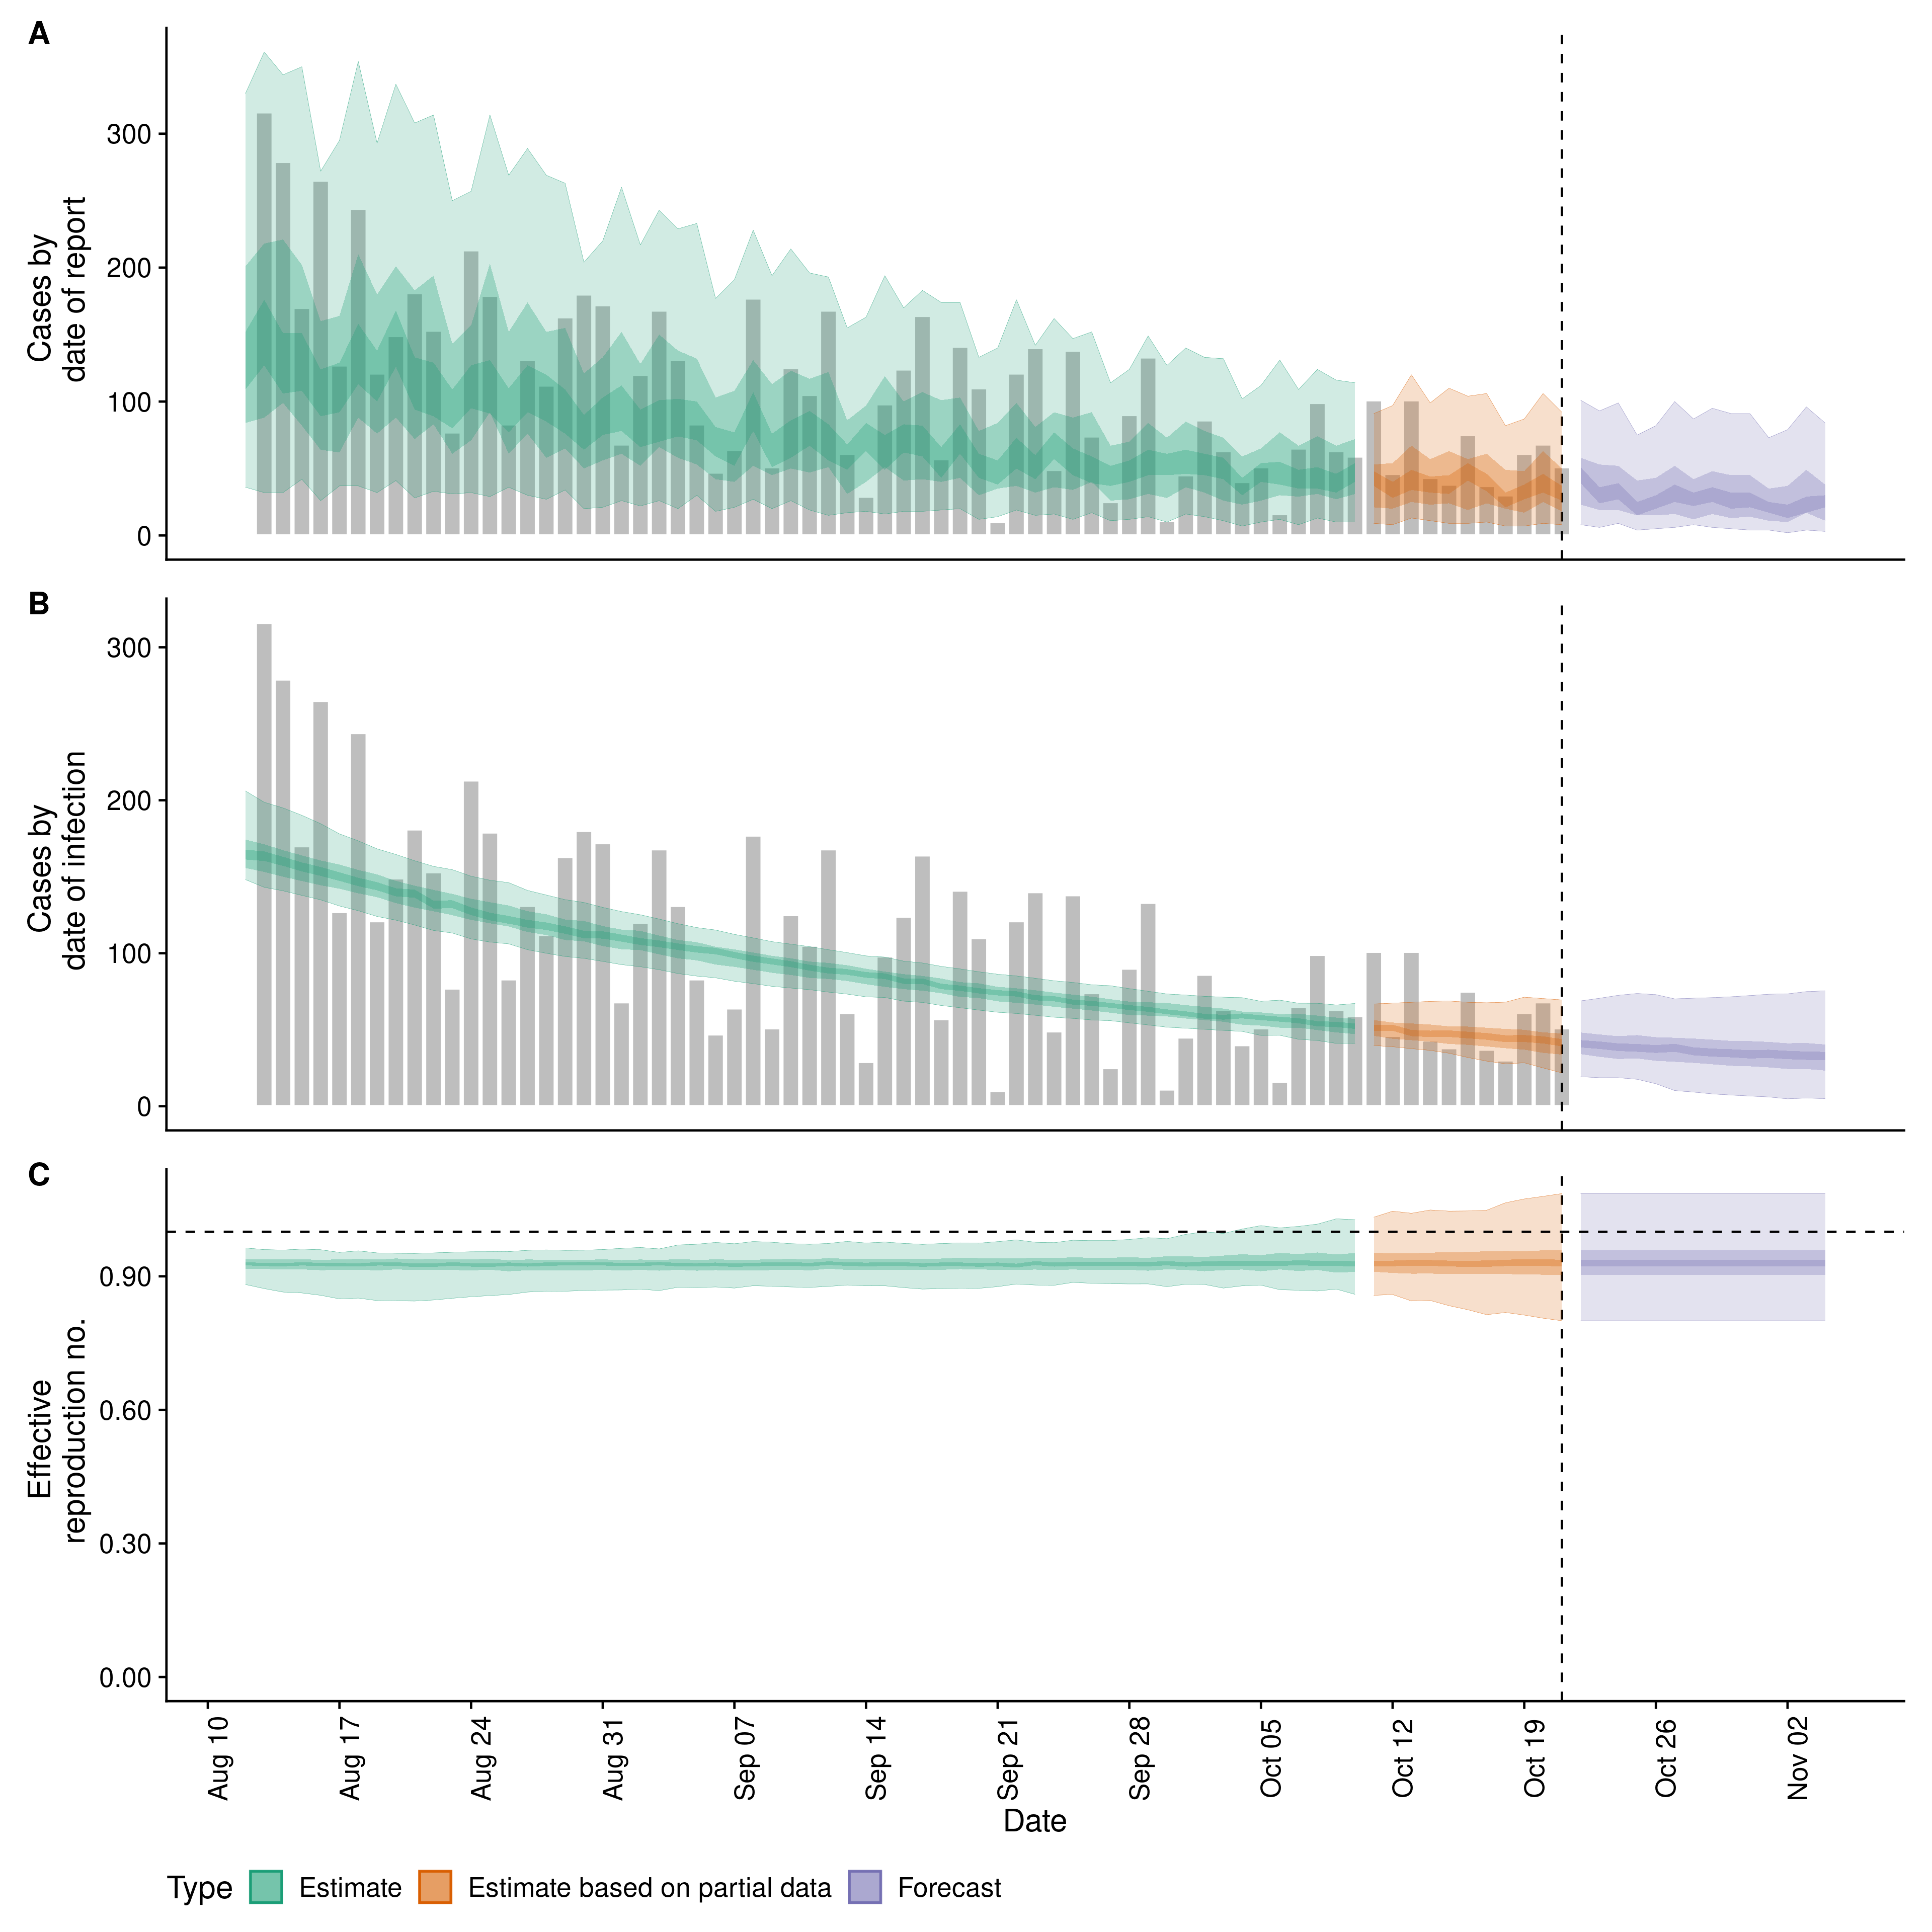 A
Cases by
date of report
300
200
100
0
B
Cases by
date of infection
300
200
100
0
C
Effective
reproduction no.
0.90
0.60
0.30
0.00
Aug 10
Aug 17
Aug 24
Aug 31
Sep 07
Sep 14
Sep 21
Sep 28
Oct 05
Oct 12
Oct 19
Oct 26
Nov 02
Date
Type Estimate Estimate based on partial data Forecast